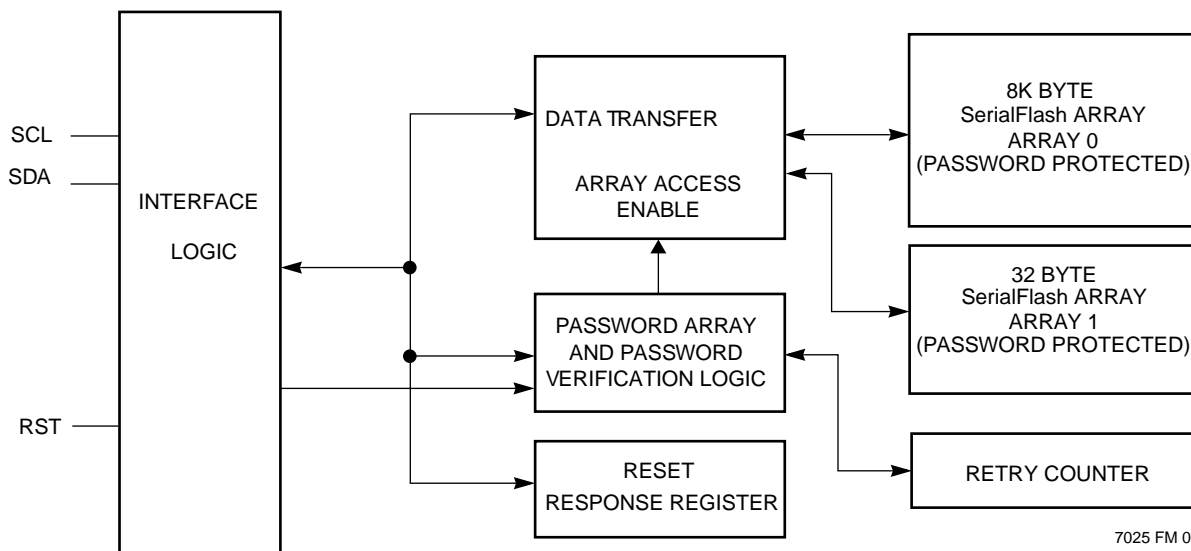 SCL
SDA
RST
INTERFACE
LOGIC
DATA TRANSFER
ARRAY ACCESS
ENABLE
PASSWORD ARRAY
AND PASSWORD
VERIFICATION LOGIC
RESET
RESPONSE REGISTER
8K BYTE
SerialFlash ARRAY
ARRAY 0
(PASSWORD PROTECTED)
32 BYTE
SerialFlash ARRAY
ARRAY 1
(PASSWORD PROTECTED)
RETRY COUNTER
7025 FM 0